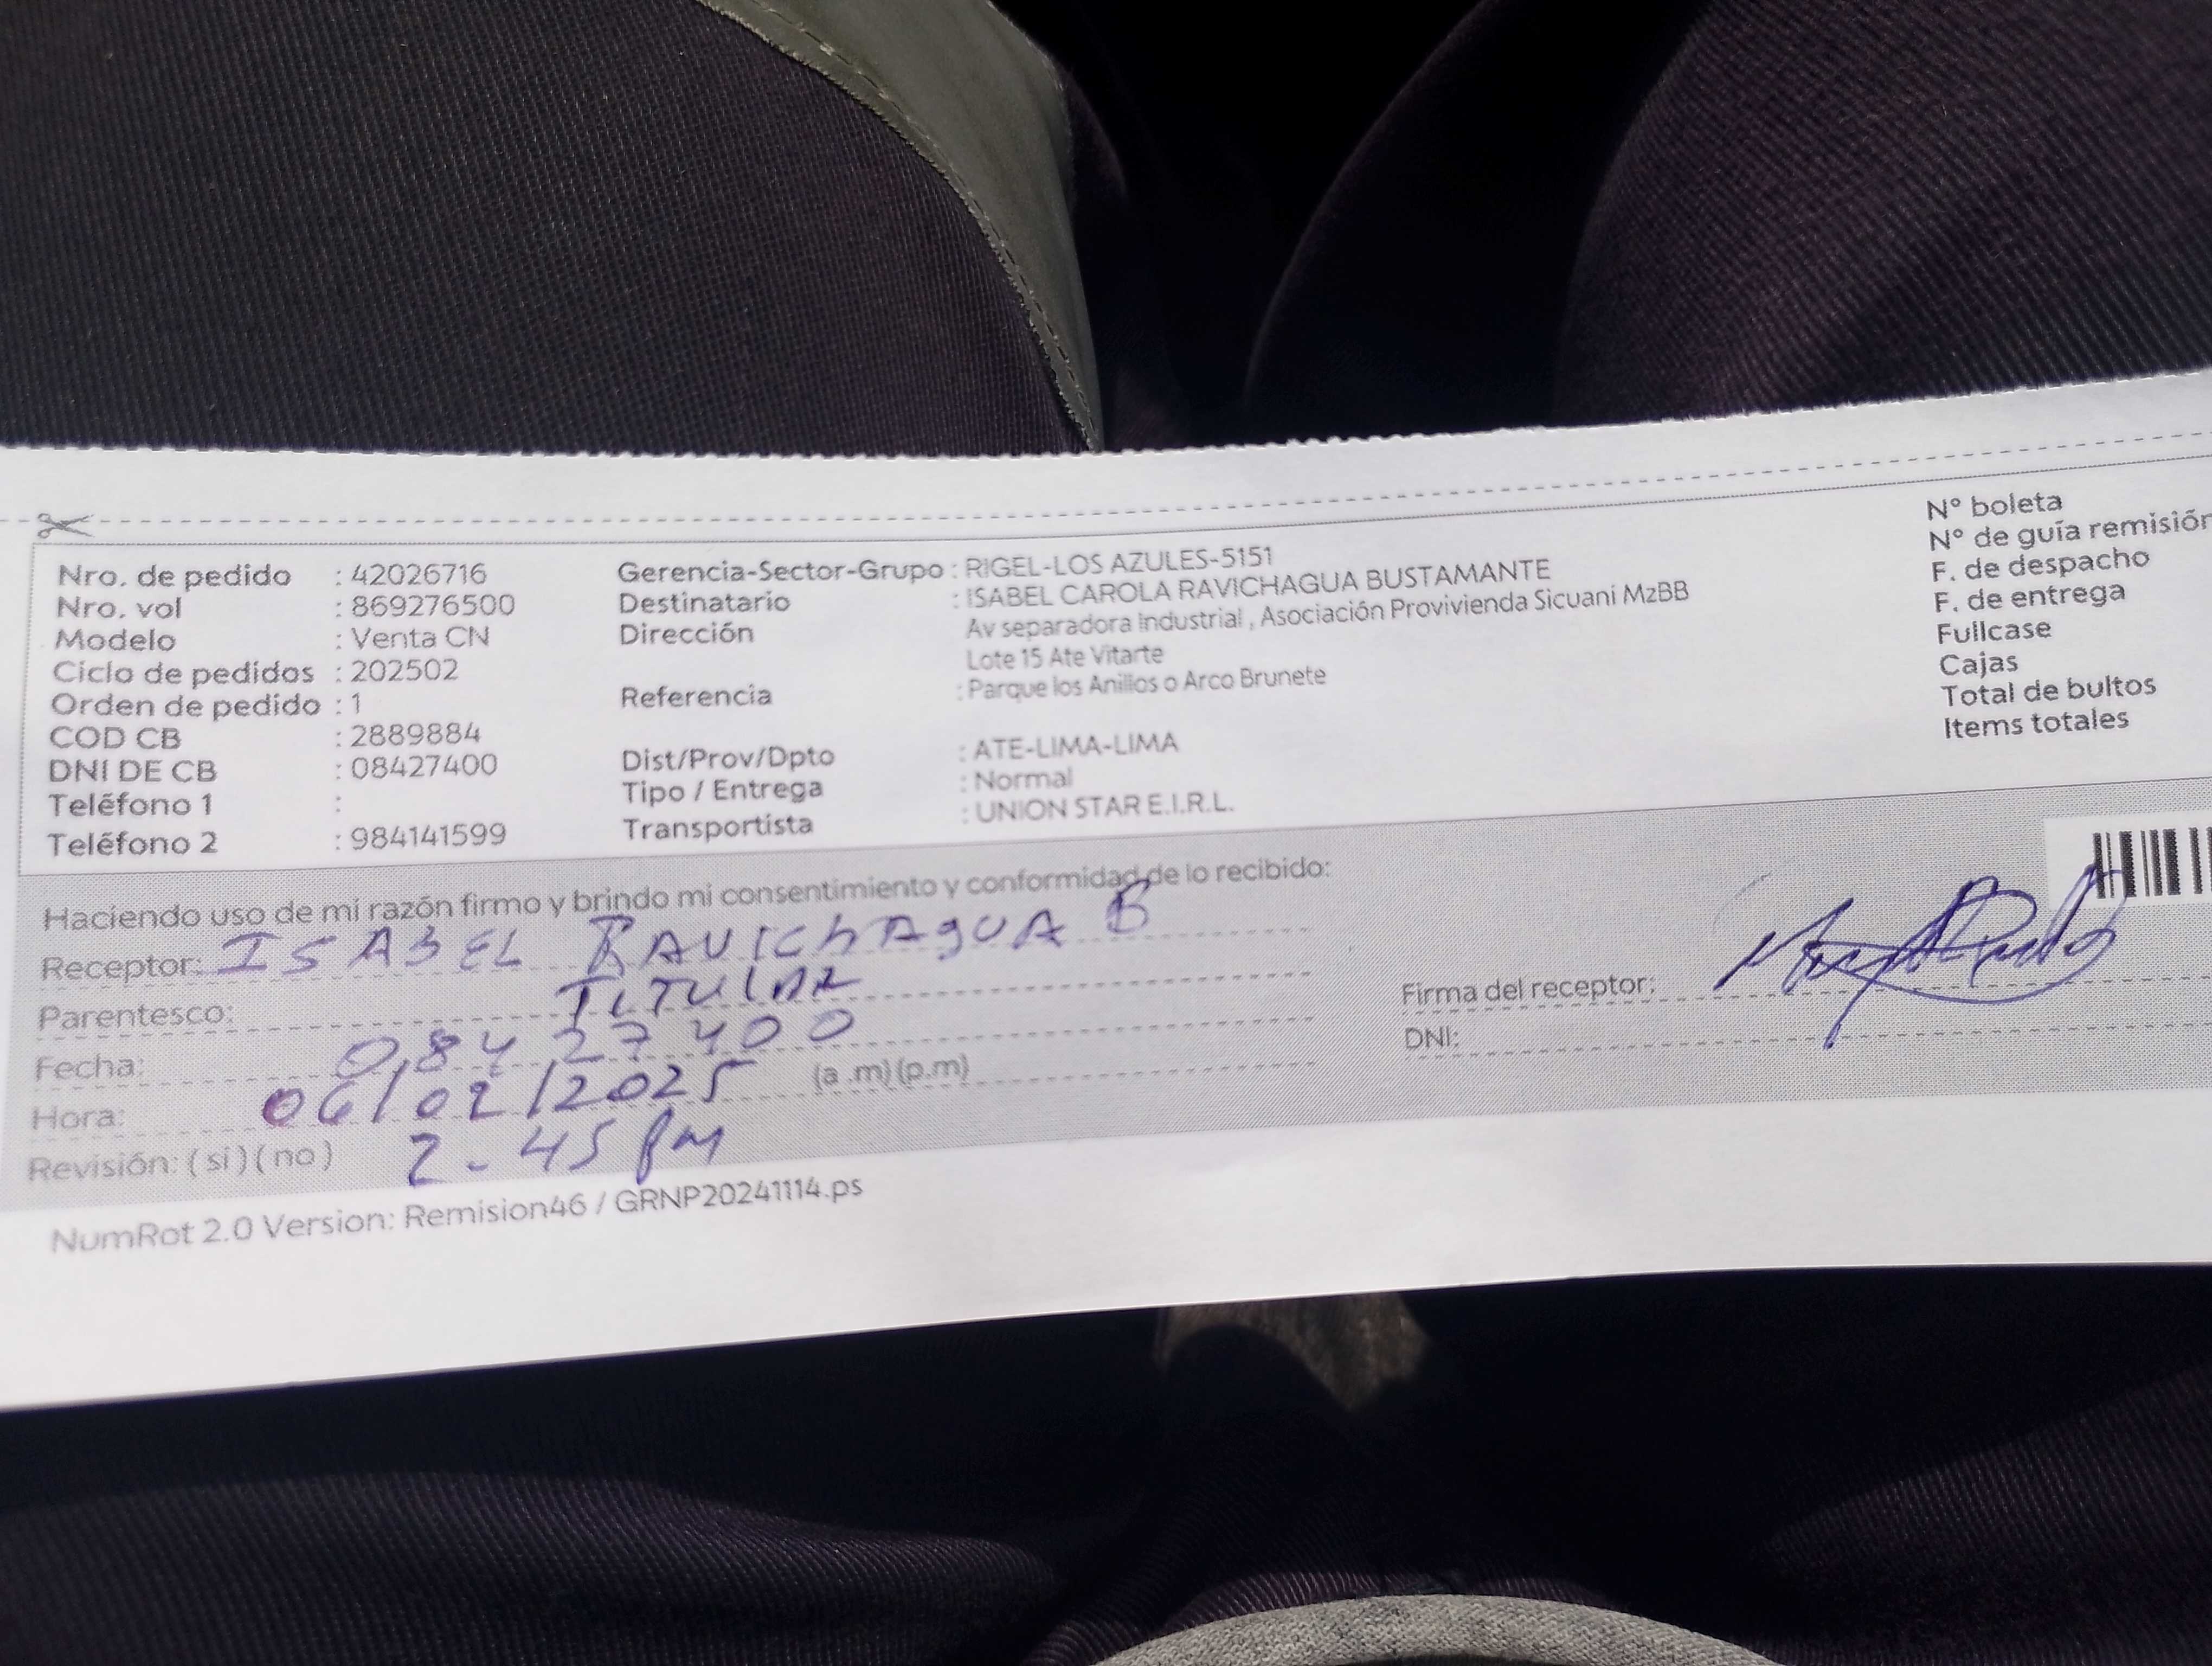 Nro. de pedido : 42026716
Nro. vol : 869276500
Modelo : Venta CN
Ciclo de pedidos : 202502
Orden de pedido : 1
COD CB : 2889884
DNI DE CB : 08427400
Teléfono 1 :
Teléfono 2 : 984141599
Gerencia-Sector-Grupo : RIGEL-LOS AZULES-5151
Destinatario : ISABEL CAROLA RAVICHAGUA BUSTAMANTE
Dirección Av separadora Industrial , Asociación Provivienda Sicuani MzBB
Lote 15 Ate Vitarte
Referencia : Parque los Anillos o Arco Brunete
Dist/Prov/Dpto : ATE-LIMA-LIMA
Tipo / Entrega : Normal
Transportista : UNION STAR E.I.R.L.
N° boleta
N° de guía remisión
F. de despacho
F. de entrega
Fullcase
Cajas
Total de bultos
Items totales
Haciendo uso de mi razón firmo y brindo mi consentimiento y conformidad de lo recibido:
Receptor: ISABEL RAVICHAGUA B
Parentesco: TITULAR
Fecha: 08427400
Hora: 06/02/2025 (a .m) (p.m)
Revisión: ( si ) ( no ) 2-45 pm
Firma del receptor:
DNI:
NumRot 2.0 Version: Remision46 / GRNP20241114.ps